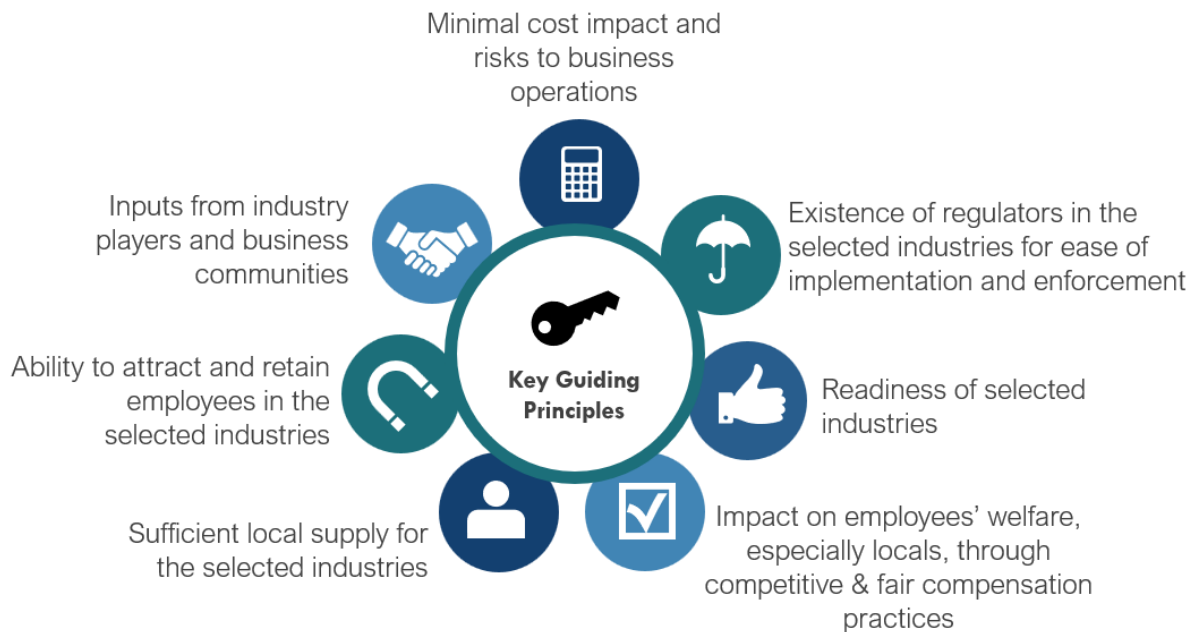 Minimal cost impact and
risks to business
operations
Existence of regulators in the
selected industries for ease of
implementation and enforcement
Readiness of selected
industries
Impact on employees’ welfare,
especially locals, through
competitive & fair compensation
practices
Sufficient local supply for
the selected industries
Ability to attract and retain
employees in the
selected industries
Inputs from industry
players and business
communities
Key Guiding
Principles